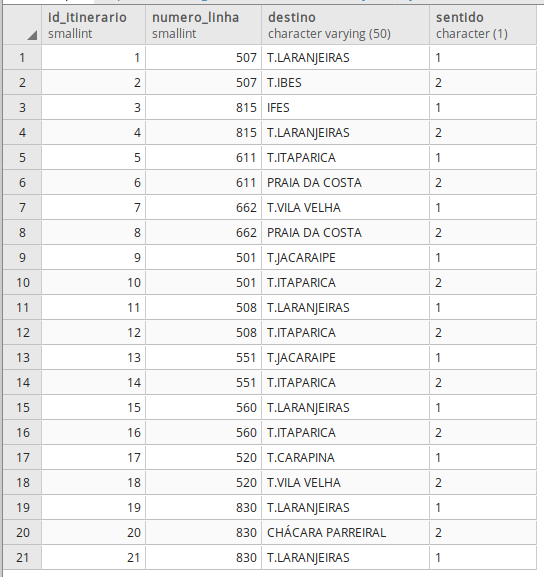 id_itinerario numero_linha destino sentido
smallint smallint character varying (50) character (1)
1 1 507 T.LARANJEIRAS 1
2 2 507 T.IBES 2
3 3 815 IFES 1
4 4 815 T.LARANJEIRAS 2
5 5 611 T.ITAPARICA 1
6 6 611 PRAIA DA COSTA 2
7 7 662 T.VILA VELHA 1
8 8 662 PRAIA DA COSTA 2
9 9 501 T.JACARAIPE 1
10 10 501 T.ITAPARICA 2
11 11 508 T.LARANJEIRAS 1
12 12 508 T.ITAPARICA 2
13 13 551 T.JACARAIPE 1
14 14 551 T.ITAPARICA 2
15 15 560 T.LARANJEIRAS 1
16 16 560 T.ITAPARICA 2
17 17 520 T.CARAPINA 1
18 18 520 T.VILA VELHA 2
19 19 830 T.LARANJEIRAS 1
20 20 830 CHÁCARA PARREIRAL 2
21 21 830 T.LARANJEIRAS 1